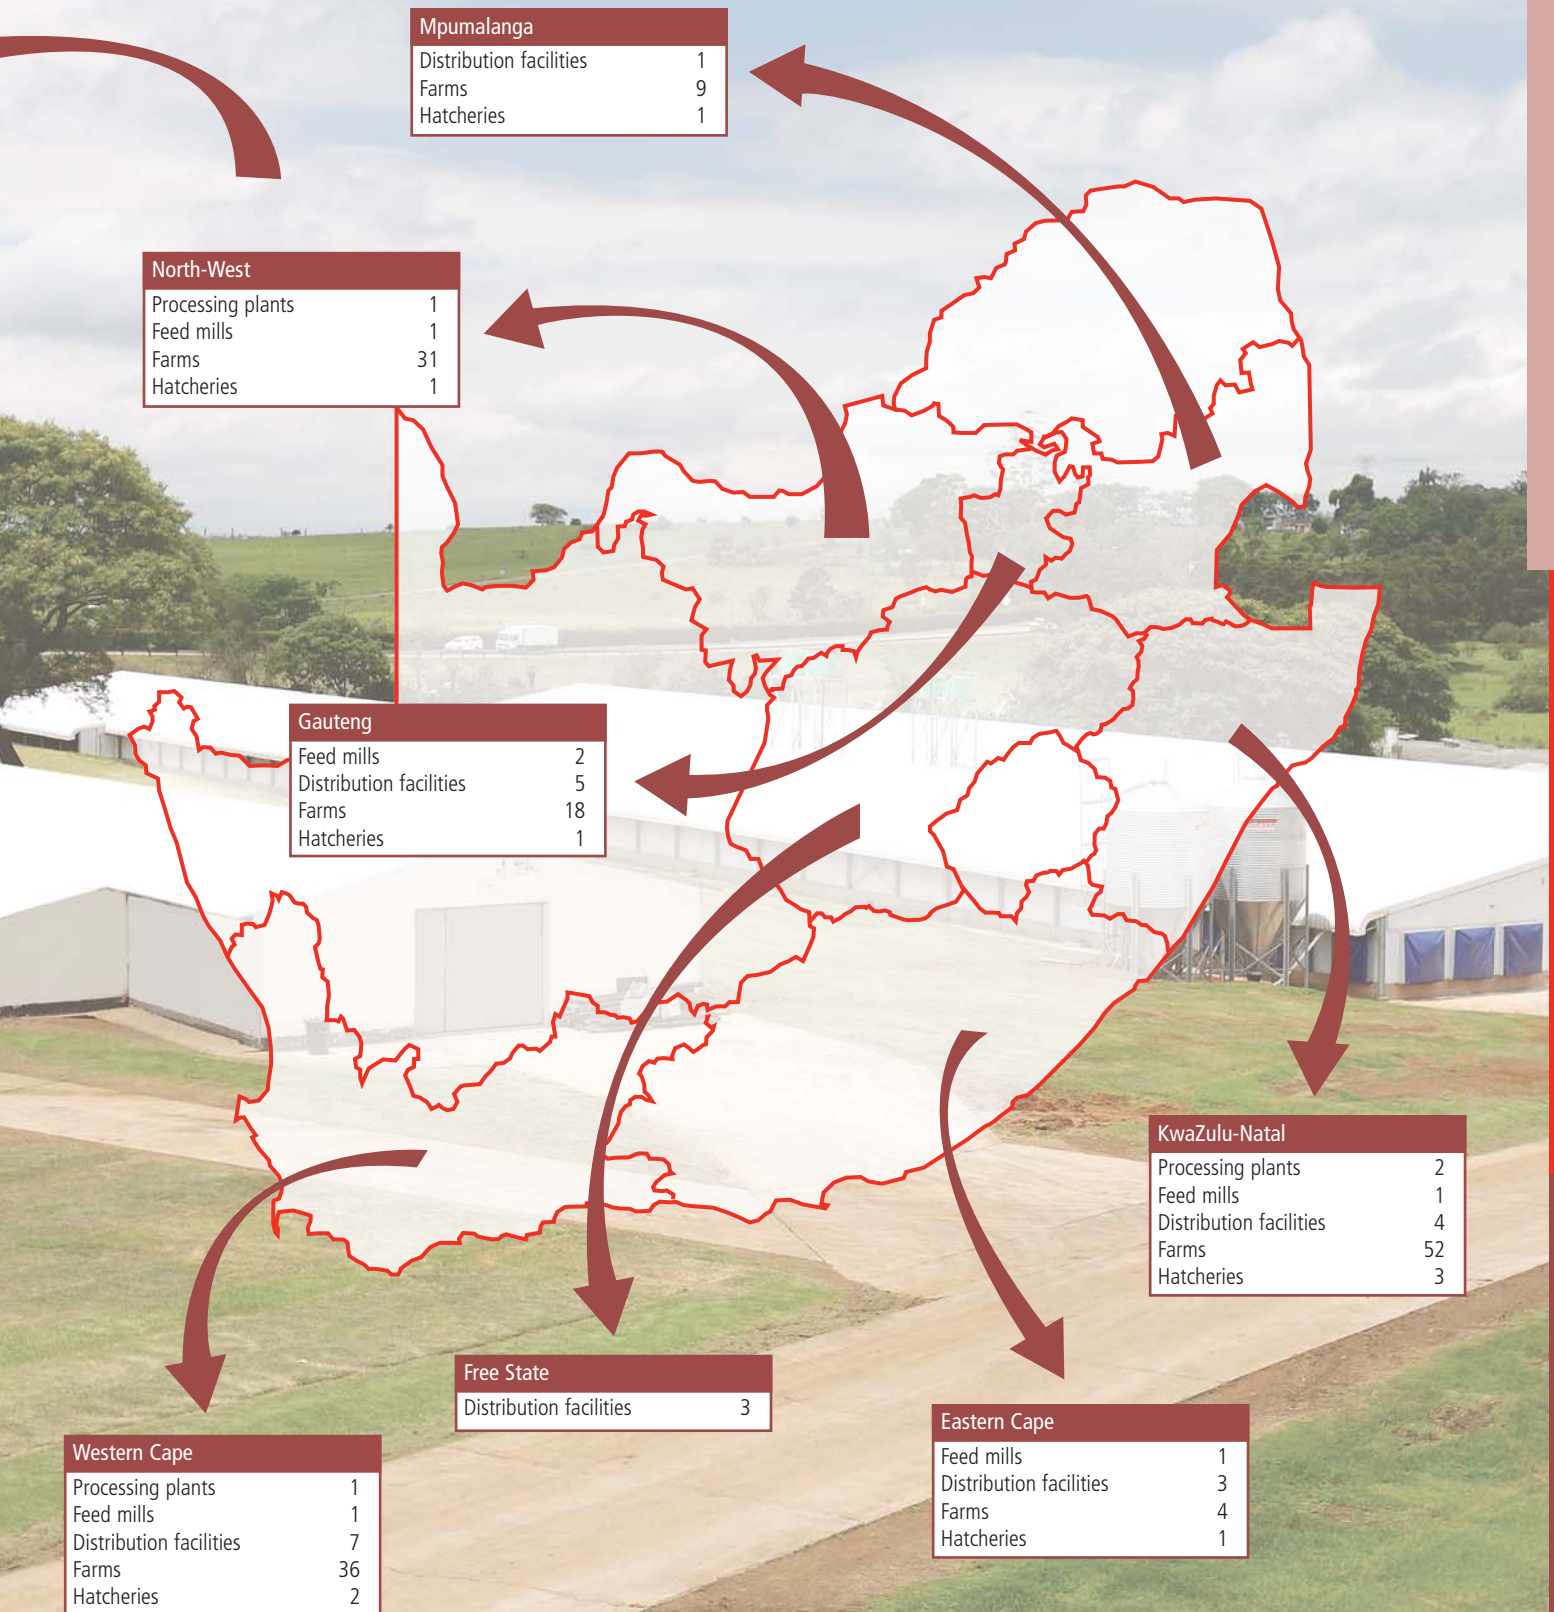 Mpumalanga
Distribution facilities 1
Farms 9
Hatcheries 1
North-West
Processing plants 1
Feed mills 1
Farms 31
Hatcheries 1
Gauteng
Feed mills 2
Distribution facilities 5
Farms 18
Hatcheries 1
KwaZulu-Natal
Processing plants 2
Feed mills 1
Distribution facilities 4
Farms 52
Hatcheries 3
Free State
Distribution facilities 3
Eastern Cape
Feed mills 1
Distribution facilities 3
Farms 4
Hatcheries 1
Western Cape
Processing plants 1
Feed mills 1
Distribution facilities 7
Farms 36
Hatcheries 2